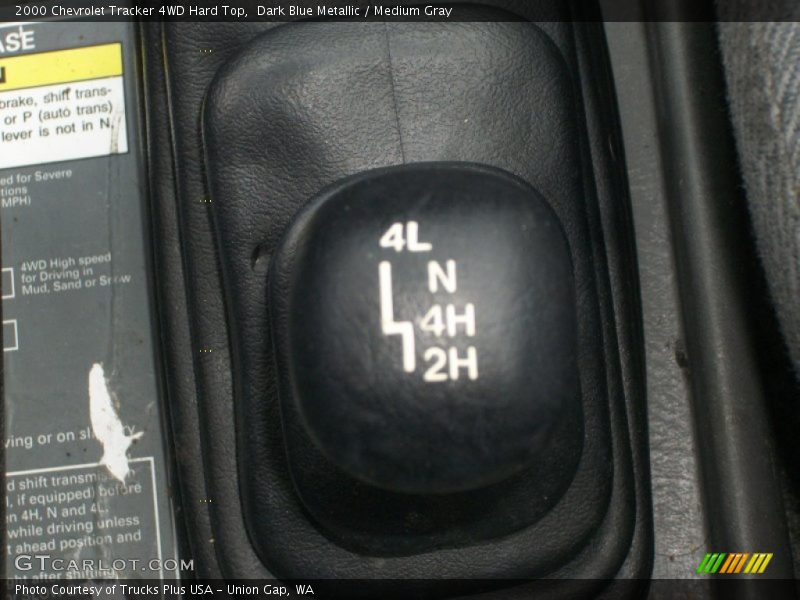 2000 Chevrolet Tracker 4WD Hard Top,  Dark Blue Metallic / Medium Gray
ASE
brake, shift trans-
or P (auto trans)
lever is not in N.
ed for Severe
tions
MPH)
4WD High speed
for Driving in
Mud, Sand or Snow
ving or on
d shift
if equipped) before
n 4H, N and 4L
while driving unless
t ahead position and
after shifting
4L
N
4H
2H
GTCARLOT.COM
Photo Courtesy of Trucks Plus USA - Union Gap, WA